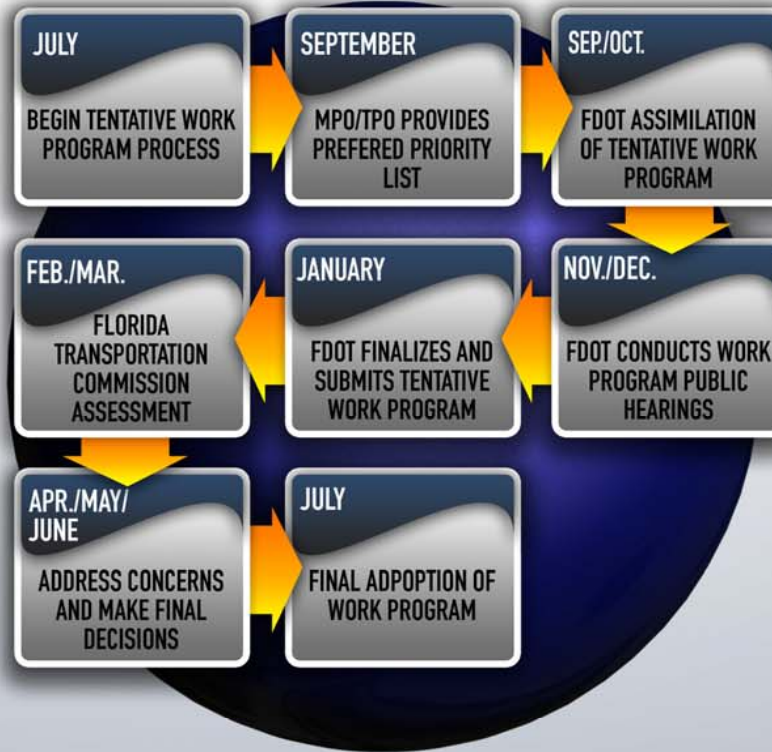 JULY
BEGIN TENTATIVE WORK
PROGRAM PROCESS
SEPTEMBER
MPO/TPO PROVIDES
PREFERED PRIORITY
LIST
SEP./OCT.
FDOT ASSIMILATION
OF TENTATIVE WORK
PROGRAM
NOV./DEC.
FDOT CONDUCTS WORK
PROGRAM PUBLIC
HEARINGS
JANUARY
FDOT FINALIZES AND
SUBMITS TENTATIVE
WORK PROGRAM
FEB./MAR.
FLORIDA
TRANSPORTATION
COMMISSION
ASSESSMENT
APR./MAY/
JUNE
ADDRESS CONCERNS
AND MAKE FINAL
DECISIONS
JULY
FINAL ADPOPTION OF
WORK PROGRAM